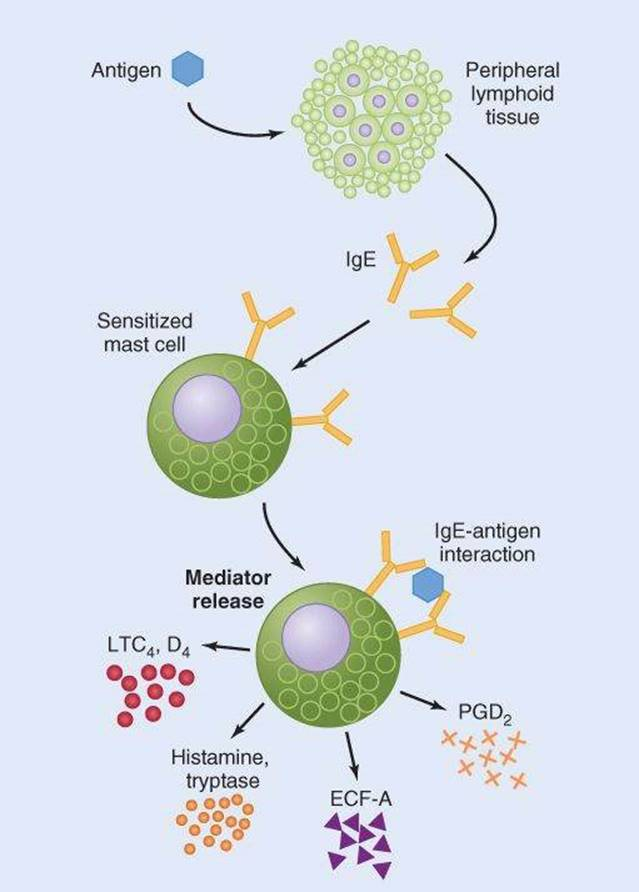 Antigen
Peripheral
lymphoid
tissue
IgE
Sensitized
mast cell
IgE-antigen
interaction
Mediator
release
LTC₄, D₄
PGD₂
Histamine,
tryptase
ECF-A